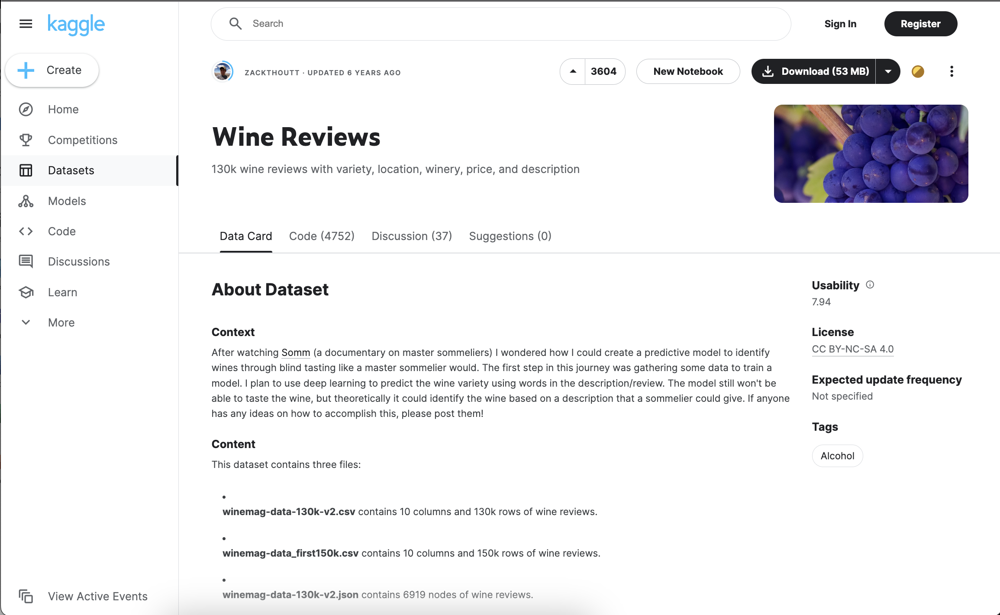 kaggle
Search
Sign In
Register
Create
Home
Competitions
Datasets
Models
Code
Discussions
Learn
More
View Active Events
ZACKTHOUTT · UPDATED 6 YEARS AGO
3604
New Notebook
Download (53 MB)
Wine Reviews
130k wine reviews with variety, location, winery, price, and description
Data Card
Code (4752)
Discussion (37)
Suggestions (0)
About Dataset
Context
After watching Somm (a documentary on master sommeliers) I wondered how I could create a predictive model to identify
wines through blind tasting like a master sommelier would. The first step in this journey was gathering some data to train a
model. I plan to use deep learning to predict the wine variety using words in the description/review. The model still won't be
able to taste the wine, but theoretically it could identify the wine based on a description that a sommelier could give. If anyone
has any ideas on how to accomplish this, please post them!
Content
This dataset contains three files:
winemag-data-130k-v2.csv contains 10 columns and 130k rows of wine reviews.
winemag-data_first150k.csv contains 10 columns and 150k rows of wine reviews.
winemag-data-130k-v2.json contains 6919 nodes of wine reviews.
Usability
7.94
License
CC BY-NC-SA 4.0
Expected update frequency
Not specified
Tags
Alcohol